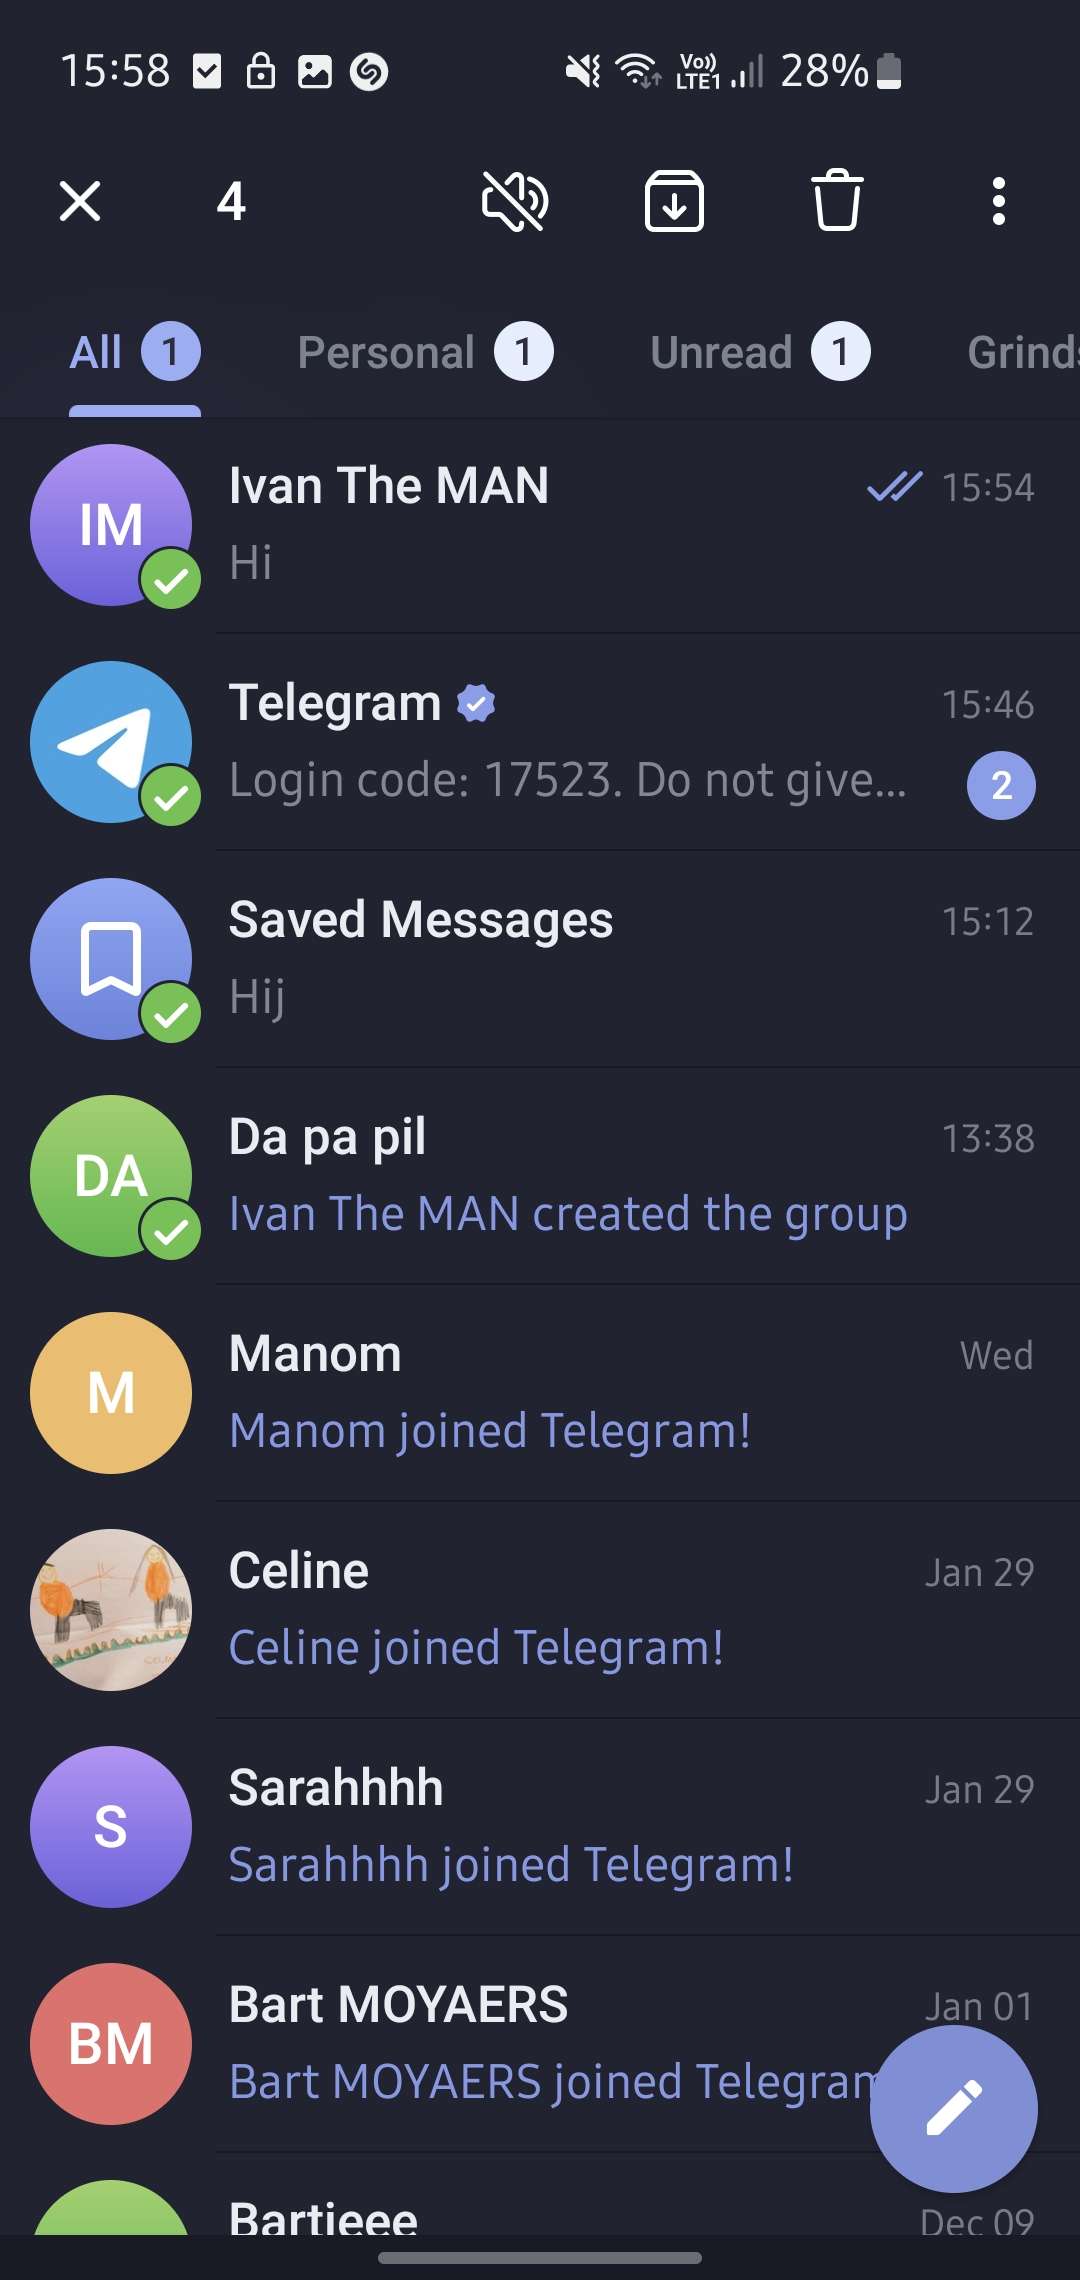 15:58 Vo)) LTE1 28%
4
All 1 Personal 1 Unread 1 Grinds
IM Ivan The MAN 15:54
Hi
Telegram 15:46
Login code: 17523. Do not give... 2
Saved Messages 15:12
Hij
DA Da pa pil 13:38
Ivan The MAN created the group
M Manom Wed
Manom joined Telegram!
Celine Jan 29
Celine joined Telegram!
S Sarahhhh Jan 29
Sarahhhh joined Telegram!
BM Bart MOYAERS Jan 01
Bart MOYAERS joined Telegram
Bartieee Dec 09